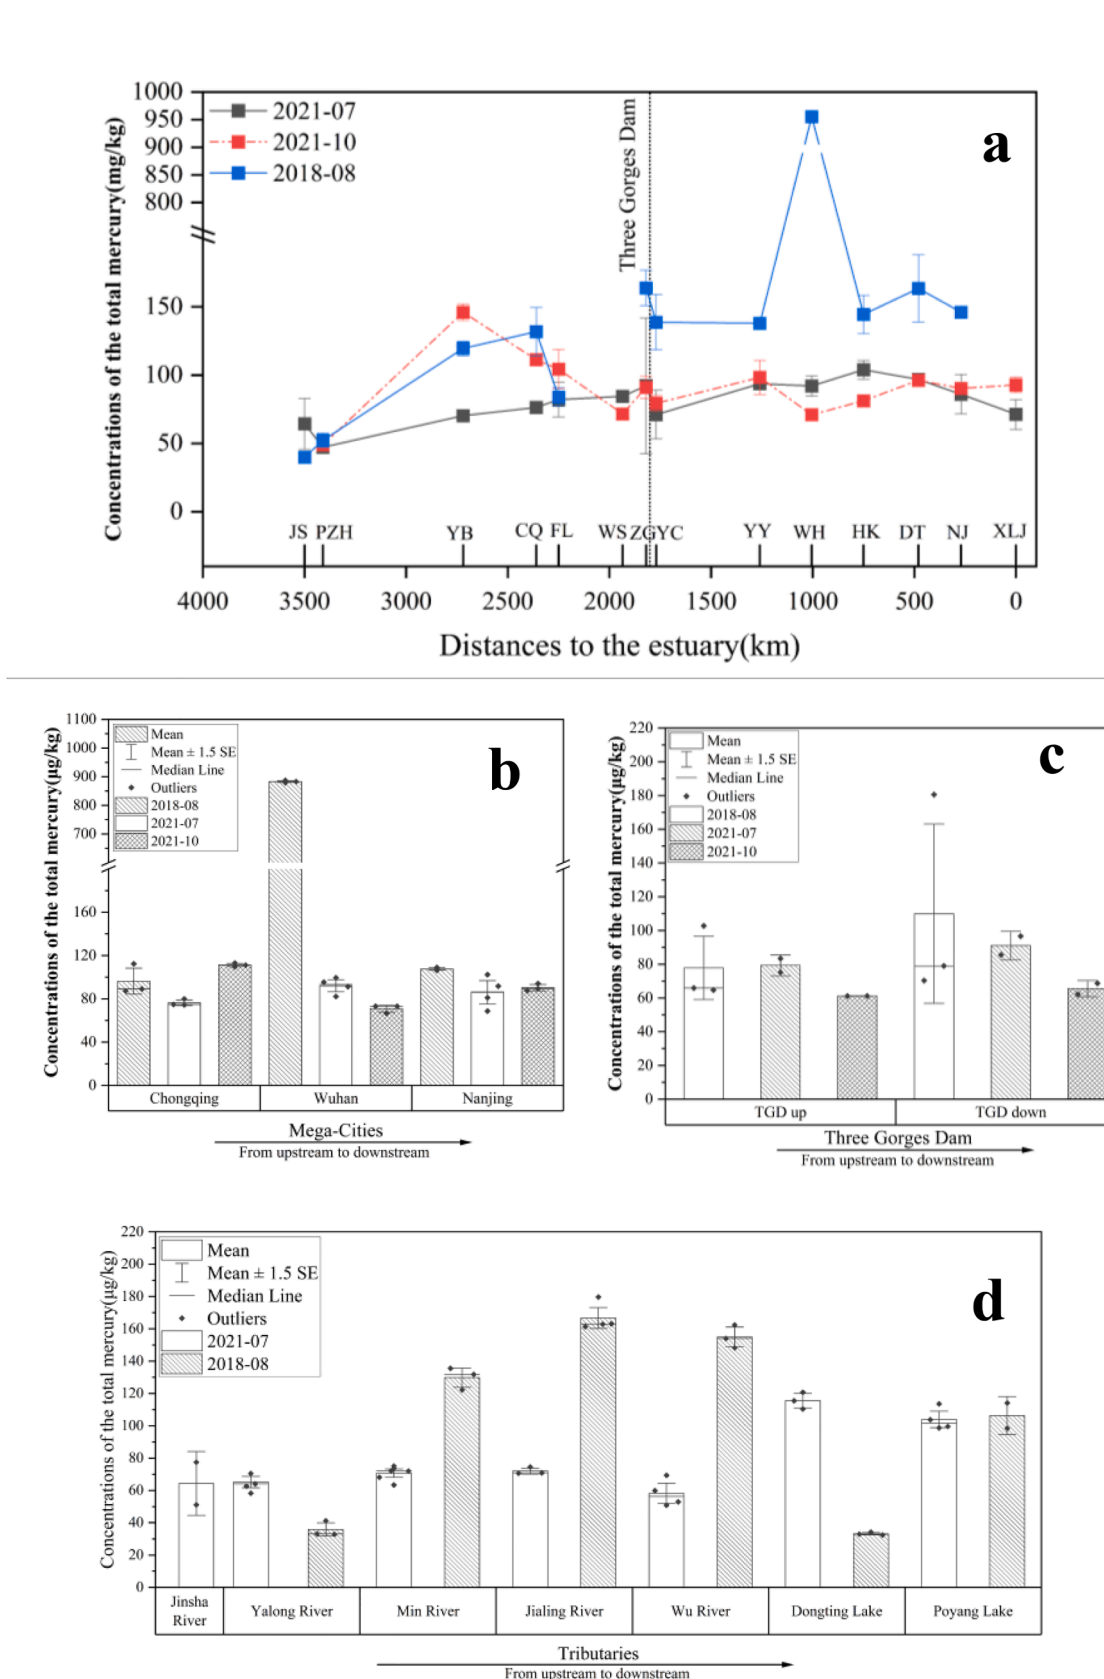 1000
950
900
850
800
150
100
50
0
Concentrations of the total mercury(mg/kg)
2021-07
2021-10
2018-08
Three Gorges Dam
a
JS PZH YB CQ FL WS ZG YC YY WH HK DT NJ XLJ
4000 3500 3000 2500 2000 1500 1000 500 0
Distances to the estuary(km)
1100
1000
900
800
700
160
120
80
40
0
Concentrations of the total mercury(μg/kg)
Mean
Mean ± 1.5 SE
Median Line
Outliers
2018-08
2021-07
2021-10
b
Chongqing Wuhan Nanjing
Mega-Cities
From upstream to downstream
220
200
180
160
140
120
100
80
60
40
20
0
Concentrations of the total mercury(μg/kg)
Mean
Mean ± 1.5 SE
Median Line
Outliers
2018-08
2021-07
2021-10
c
TGD up TGD down
Three Gorges Dam
From upstream to downstream
220
200
180
160
140
120
100
80
60
40
20
0
Concentrations of the total mercury(μg/kg)
Mean
Mean ± 1.5 SE
Median Line
Outliers
2021-07
2018-08
d
Jinsha
River
Yalong River Min River Jialing River Wu River Dongting Lake Poyang Lake
Tributaries
From upstream to downstream